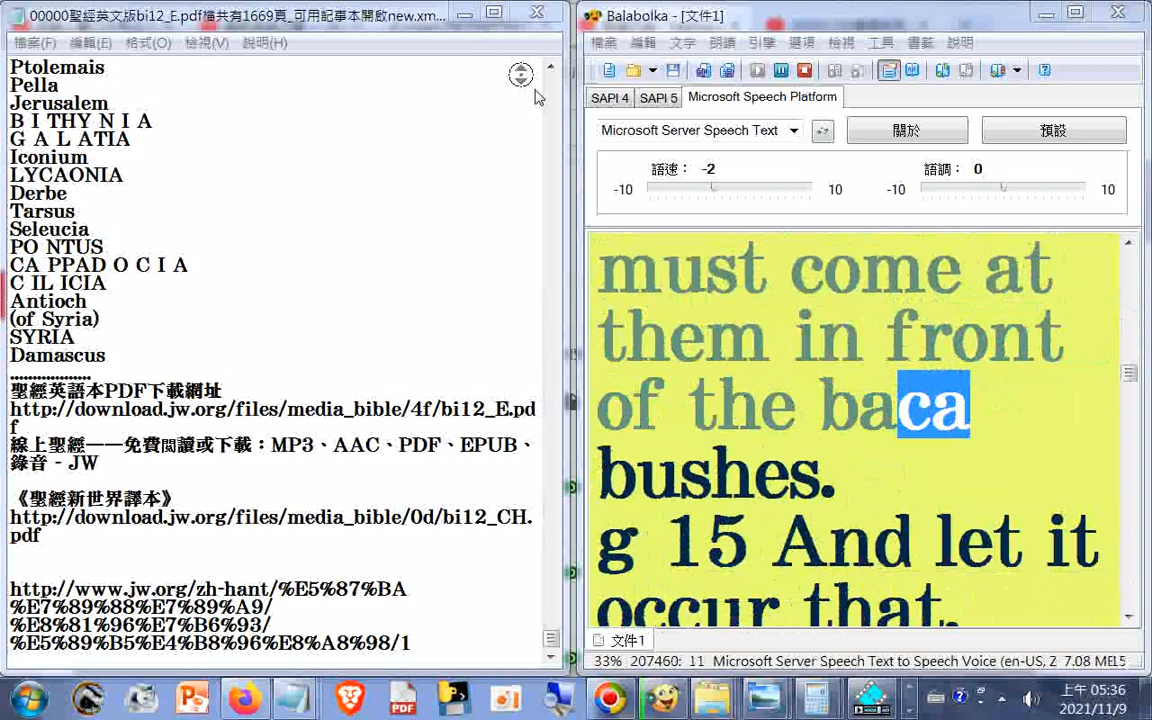 00000聖經英文版bi12_E.pdf檔共有1669頁_可用記事本開啟new.xm...
檔案(F) 編輯(E) 格式(O) 檢視(V) 說明(H)
Ptolemais
Pella
Jerusalem
B I THY N I A
G A L ATIA
Iconium
LYCAONIA
Derbe
Tarsus
Seleucia
PO NTUS
CA PPAD O C I A
C IL ICIA
Antioch
(of Syria)
SYRIA
Damascus
..................
聖經英語本PDF下載網址
http://download.jw.org/files/media_bible/4f/bi12_E.pd
f
線上聖經——免費閱讀或下載：MP3、AAC、PDF、EPUB、
錄音 - JW
《聖經新世界譯本》
http://download.jw.org/files/media_bible/0d/bi12_CH.
pdf
http://www.jw.org/zh-hant/%E5%87%BA
%E7%89%88%E7%89%A9/
%E8%81%96%E7%B6%93/
%E5%89%B5%E4%B8%96%E8%A8%98/1
Balabolka - [文件1]
檔案 編輯 文字 朗讀 引擎 選項 檢視 工具 書籤 說明
SAPI 4 SAPI 5 Microsoft Speech Platform
Microsoft Server Speech Text 關於 預設
語速： -2 語調： 0
-10 10 -10 10
must come at
them in front
of the baca
bushes.
g 15 And let it
occur that,
文件1
33% 207460: 11 Microsoft Server Speech Text to Speech Voice (en-US, Z 7.08 ME
上午 05:36
2021/11/9